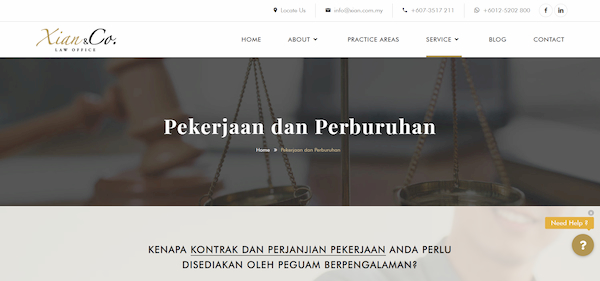 Locate Us info@xian.com.my +607-3517 211 +6012-5202 800
Xian & Co.
LAW OFFICE
HOME ABOUT PRACTICE AREAS SERVICE BLOG CONTACT
Pekerjaan dan Perburuhan
Home » Pekerjaan dan Perburuhan
Need Help !
?
KENAPA KONTRAK DAN PERJANJIAN PEKERJAAN ANDA PERLU
DISEDIAKAN OLEH PEGUAM BERPENGALAMAN?